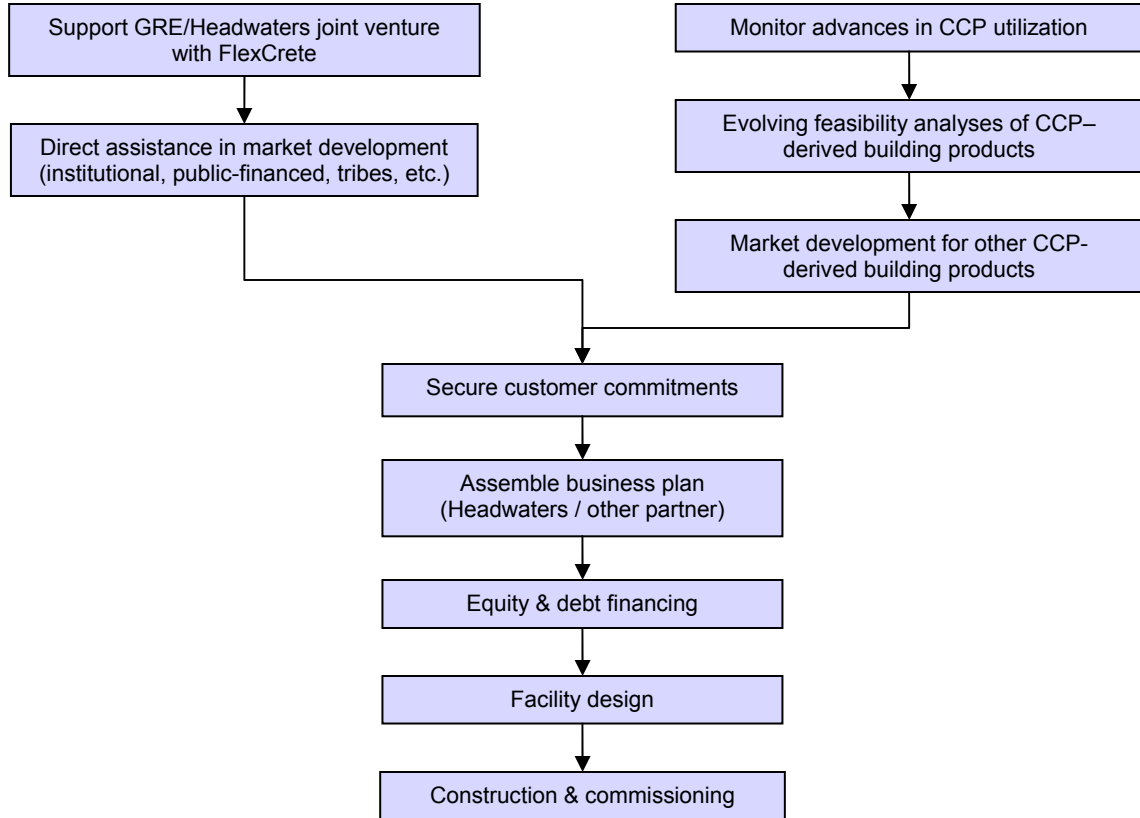 Support GRE/Headwaters joint venture
with FlexCrete
Direct assistance in market development
(institutional, public-financed, tribes, etc.)
Monitor advances in CCP utilization
Evolving feasibility analyses of CCP–
derived building products
Market development for other CCP-
derived building products
Secure customer commitments
Assemble business plan
(Headwaters / other partner)
Equity & debt financing
Facility design
Construction & commissioning